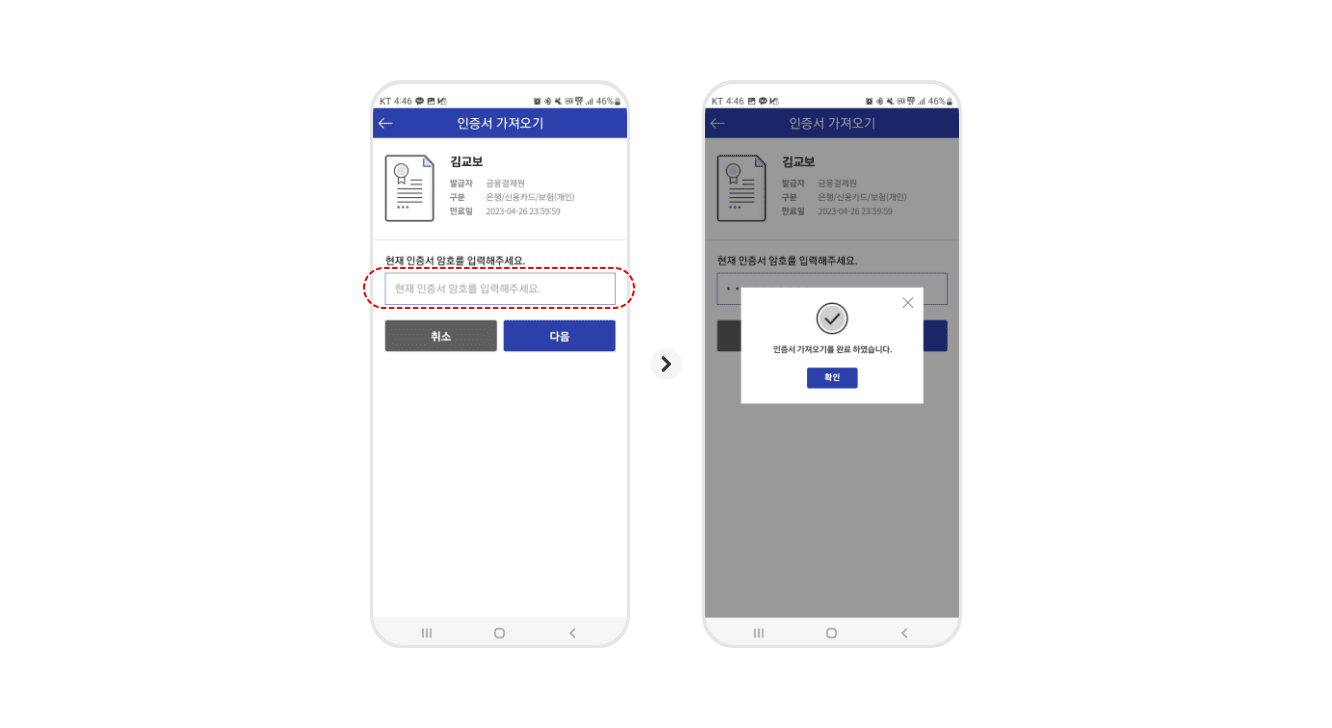 KT 4:46
46%
인증서 가져오기
김교보
발급자 금융결제원
구분 은행/신용카드/보험(개인)
만료일 2023-04-26 23:59:59
현재 인증서 암호를 입력해주세요.
현재 인증서 암호를 입력해주세요.
취소
다음
KT 4:46
46%
인증서 가져오기
김교보
발급자 금융결제원
구분 은행/신용카드/보험(개인)
만료일 2023-04-26 23:59:59
현재 인증서 암호를 입력해주세요.
인증서 가져오기를 완료 하였습니다.
확인